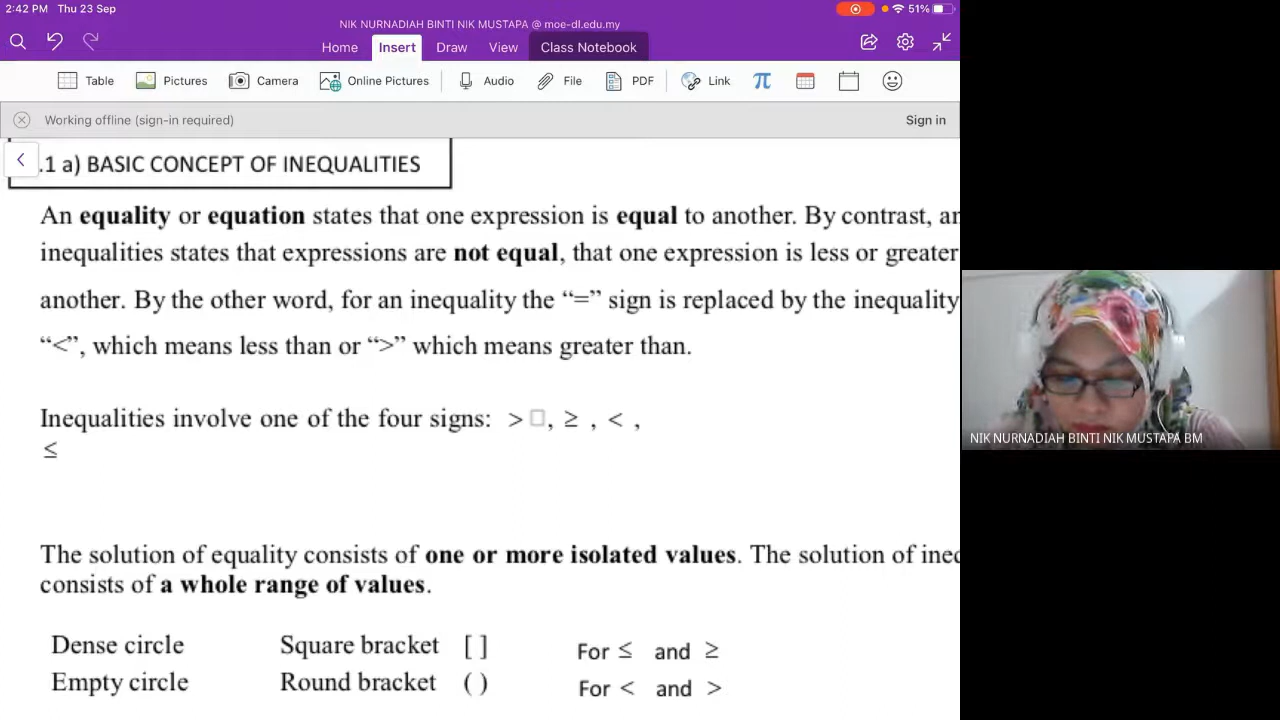 2:42 PM Thu 23 Sep 51%
NIK NURNADIAH BINTI NIK MUSTAPA @ moe-dl.edu.my
Home Insert Draw View Class Notebook
Table Pictures Camera Online Pictures Audio File PDF Link π
Working offline (sign-in required) Sign in
.1 a) BASIC CONCEPT OF INEQUALITIES
An equality or equation states that one expression is equal to another. By contrast, an
inequalities states that expressions are not equal, that one expression is less or greater
another. By the other word, for an inequality the “=” sign is replaced by the inequality
“<”, which means less than or “>” which means greater than.
Inequalities involve one of the four signs: > □, ≥ , < ,
≤
The solution of equality consists of one or more isolated values. The solution of ineq
consists of a whole range of values.
Dense circle Square bracket [ ] For ≤ and ≥
Empty circle Round bracket ( ) For < and >
NIK NURNADIAH BINTI NIK MUSTAPA BM